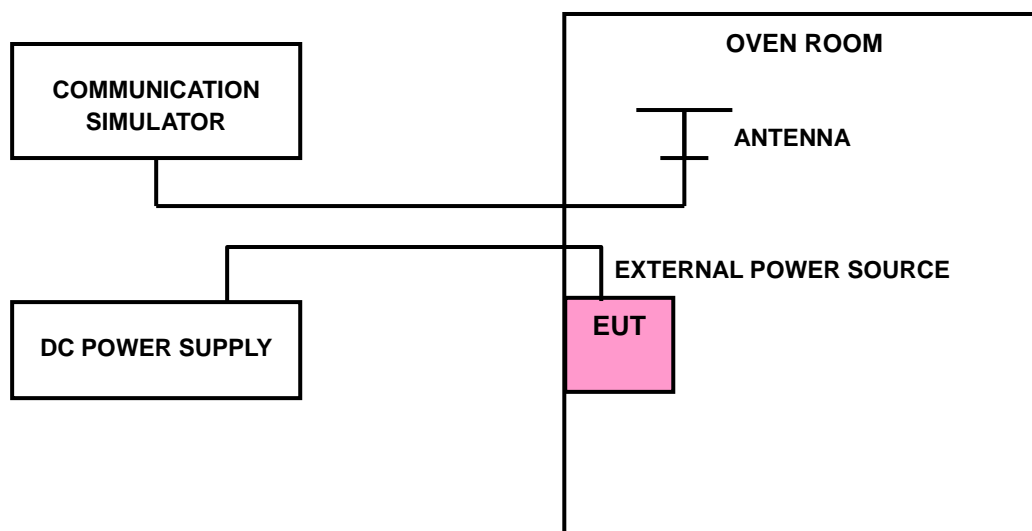 OVEN ROOM
COMMUNICATION
SIMULATOR
ANTENNA
EXTERNAL POWER SOURCE
EUT
DC POWER SUPPLY